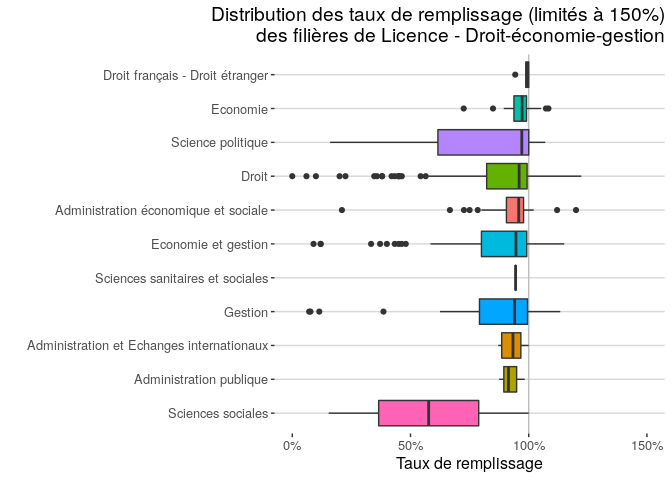 Distribution des taux de remplissage (limités à 150%)
des filières de Licence - Droit-économie-gestion
Droit français - Droit étranger
Economie
Science politique
Droit
Administration économique et sociale
Economie et gestion
Sciences sanitaires et sociales
Gestion
Administration et Echanges internationaux
Administration publique
Sciences sociales
0% 50% 100% 150%
Taux de remplissage